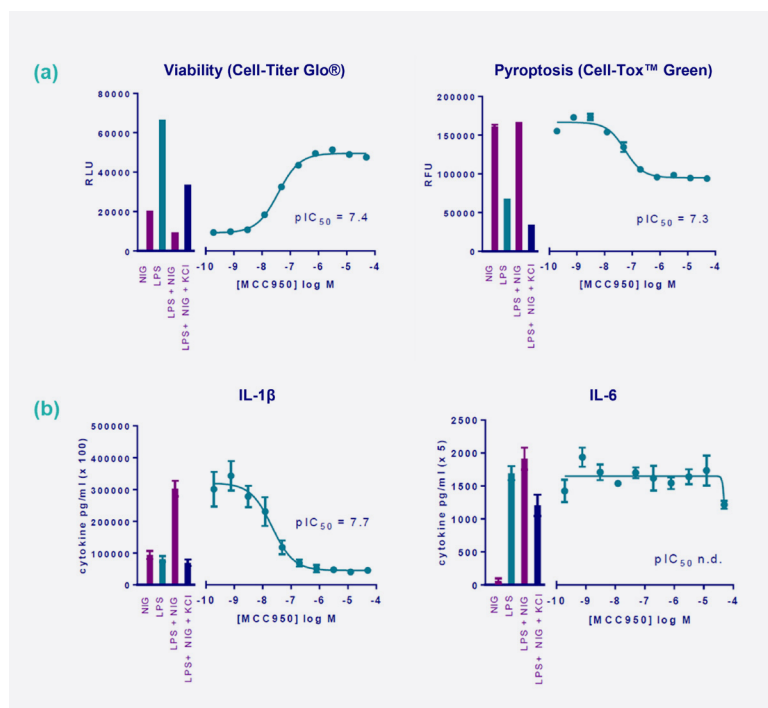 (a)
Viability (Cell-Titer Glo®)
80000
60000
40000
20000
0
RLU
NIG
LPS
LPS + NIG
LPS+ NIG + KCl
pIC50 = 7.4
-10 -9 -8 -7 -6 -5 -4
[MCC950] log M
Pyroptosis (Cell-Tox™ Green)
200000
150000
100000
50000
0
RFU
NIG
LPS
LPS + NIG
LPS+ NIG + KCl
pIC50 = 7.3
-10 -9 -8 -7 -6 -5 -4
[MCC950] log M
(b)
IL-1β
500000
400000
300000
200000
100000
0
cytokine pg/ml (x 100)
NIG
LPS
LPS + NIG
LPS+ NIG + KCl
pIC50 = 7.7
-10 -9 -8 -7 -6 -5 -4
[MCC950] log M
IL-6
2500
2000
1500
1000
500
0
cytokine pg/ml (x 5)
NIG
LPS
LPS + NIG
LPS+ NIG + KCl
pIC50 n.d.
-10 -9 -8 -7 -6 -5 -4
[MCC950] log M